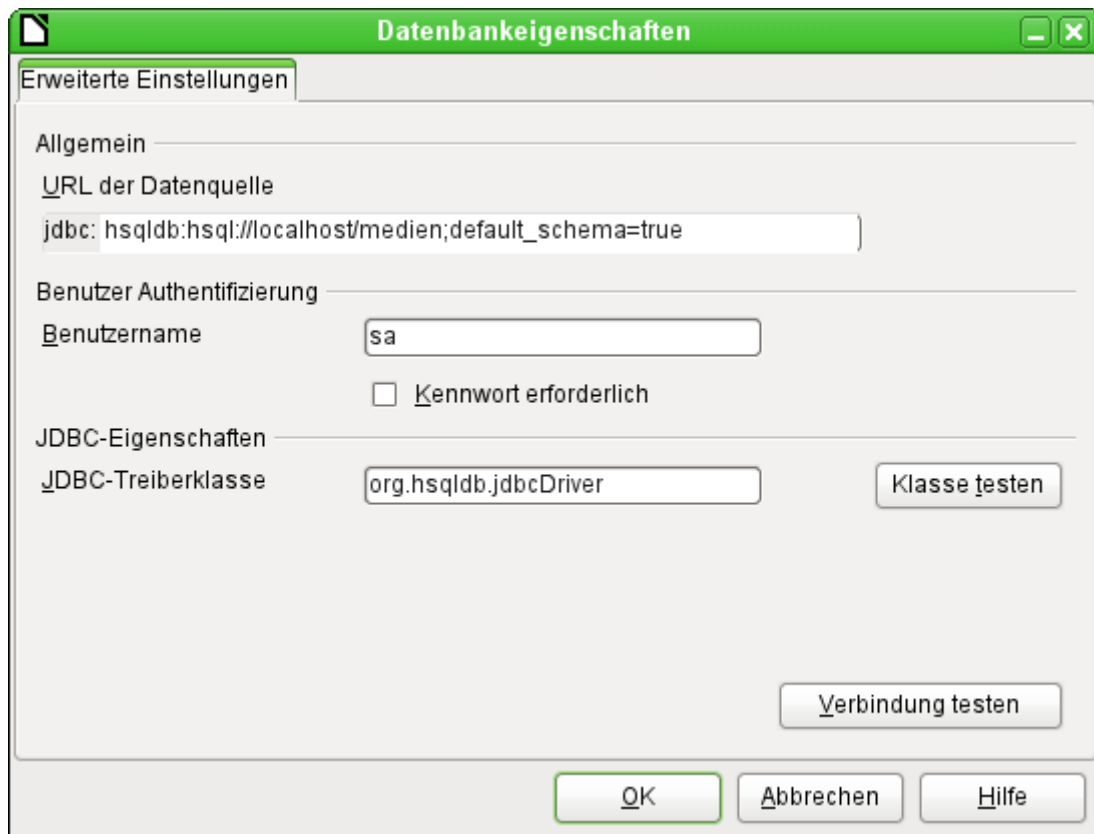 Datenbankeigenschaften
Erweiterte Einstellungen
Allgemein
URL der Datenquelle
jdbc: hsqldb:hsql://localhost/medien;default_schema=true
Benutzer Authentifizierung
Benutzername sa
Kennwort erforderlich
JDBC-Eigenschaften
JDBC-Treiberklasse org.hsqldb.jdbcDriver Klasse testen
Verbindung testen
OK Abbrechen Hilfe